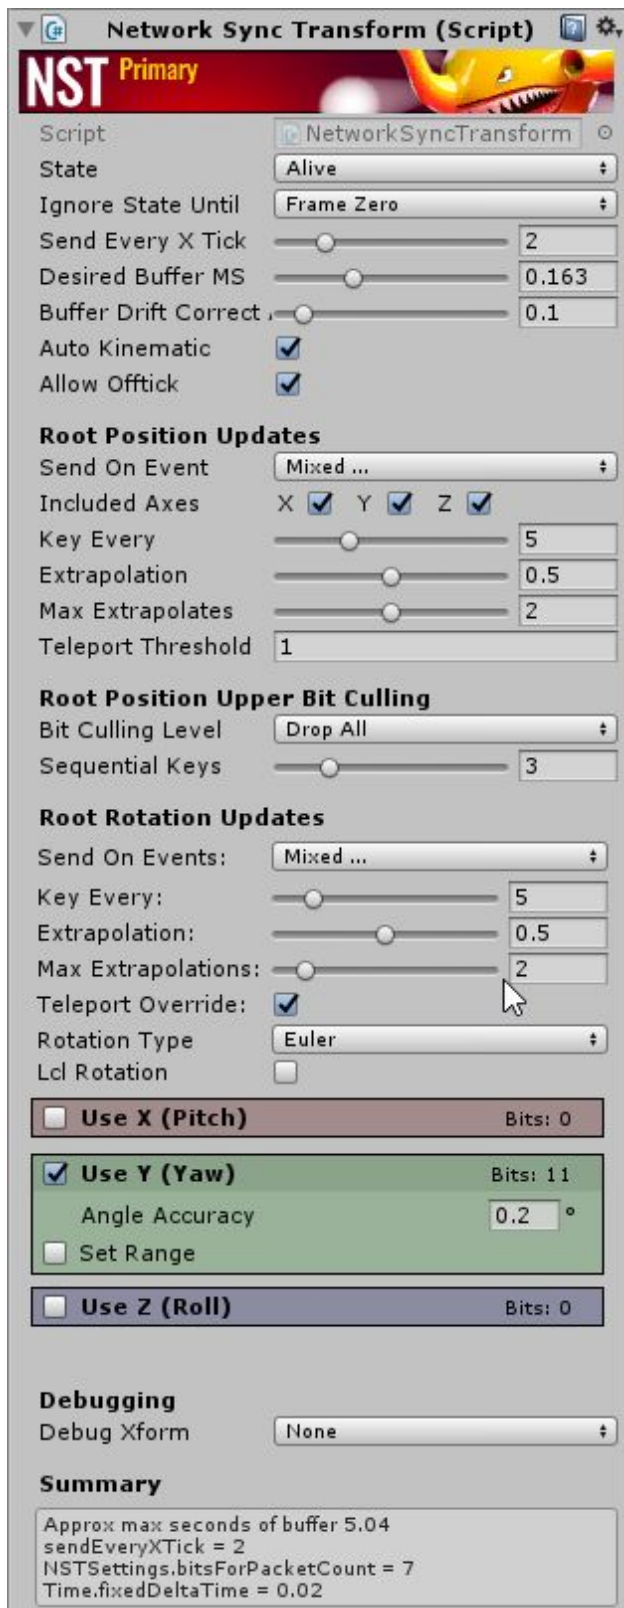 Network Sync Transform (Script)
NST Primary
Script NetworkSyncTransform
State Alive
Ignore State Until Frame Zero
Send Every X Tick 2
Desired Buffer MS 0.163
Buffer Drift Correct 0.1
Auto Kinematic
Allow Offtick
Root Position Updates
Send On Event Mixed ...
Included Axes X Y Z
Key Every 5
Extrapolation 0.5
Max Extrapolates 2
Teleport Threshold 1
Root Position Upper Bit Culling
Bit Culling Level Drop All
Sequential Keys 3
Root Rotation Updates
Send On Events: Mixed ...
Key Every: 5
Extrapolation: 0.5
Max Extrapolations: 2
Teleport Override:
Rotation Type Euler
Lcl Rotation
Use X (Pitch) Bits: 0
Use Y (Yaw) Bits: 11
Angle Accuracy 0.2 °
Set Range
Use Z (Roll) Bits: 0
Debugging
Debug Xform None
Summary
Approx max seconds of buffer 5.04
sendEveryXTick = 2
NSTSettings.bitsForPacketCount = 7
Time.fixedDeltaTime = 0.02